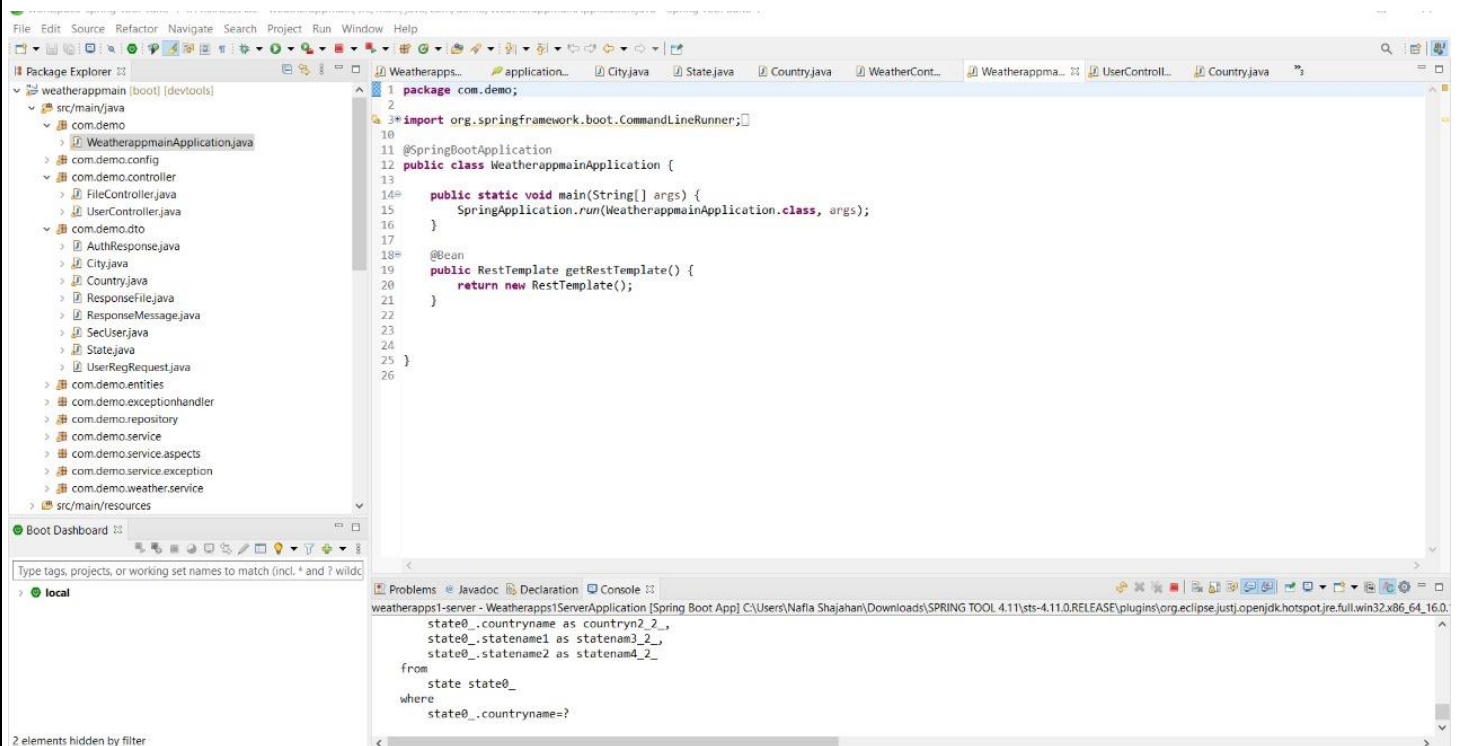 File Edit Source Refactor Navigate Search Project Run Window Help
Package Explorer
weatherappmain [boot] [devtools]
src/main/java
com.demo
WeatherappmainApplication.java
com.demo.config
com.demo.controller
FileController.java
UserController.java
com.demo.dto
AuthResponse.java
City.java
Country.java
ResponseFile.java
ResponseMessage.java
SecUser.java
State.java
UserRegRequest.java
com.demo.entities
com.demo.exceptionhandler
com.demo.repository
com.demo.service
com.demo.service.aspects
com.demo.service.exception
com.demo.weather.service
src/main/resources
Boot Dashboard
Type tags, projects, or working set names to match (incl. * and ? wildc
local
2 elements hidden by filter
Weatherapps... application... City.java State.java Country.java WeatherCont... Weatherappma... UserControll... Country.java »3
1 package com.demo;
2
3 import org.springframework.boot.CommandLineRunner;
10
11 @SpringBootApplication
12 public class WeatherappmainApplication {
13
14 public static void main(String[] args) {
15 SpringApplication.run(WeatherappmainApplication.class, args);
16 }
17
18 @Bean
19 public RestTemplate getRestTemplate() {
20 return new RestTemplate();
21 }
22
23
24
25 }
26
Problems Javadoc Declaration Console
weatherapps1-server - Weatherapps1ServerApplication [Spring Boot App] C:\Users\Nafla Shajahan\Downloads\SPRING TOOL 4.11\sts-4.11.0.RELEASE\plugins\org.eclipse.justj.openjdk.hotspot.jre.full.win32.x86_64_16.0.
state0_.countryname as countryn2_2_,
state0_.statename1 as statenam3_2_,
state0_.statename2 as statenam4_2_
from
state state0_
where
state0_.countryname=?